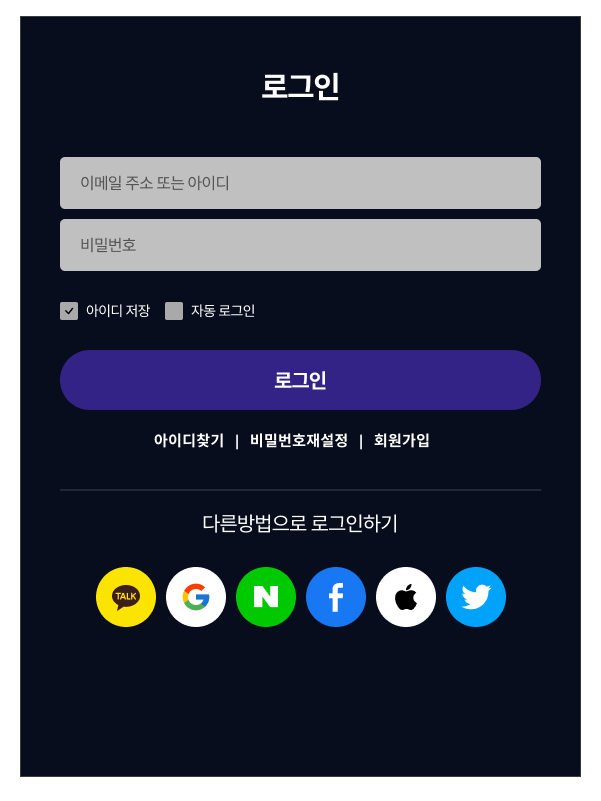 로그인
이메일 주소 또는 아이디
비밀번호
아이디 저장 자동 로그인
로그인
아이디찾기 | 비밀번호재설정 | 회원가입
다른방법으로 로그인하기
TALK